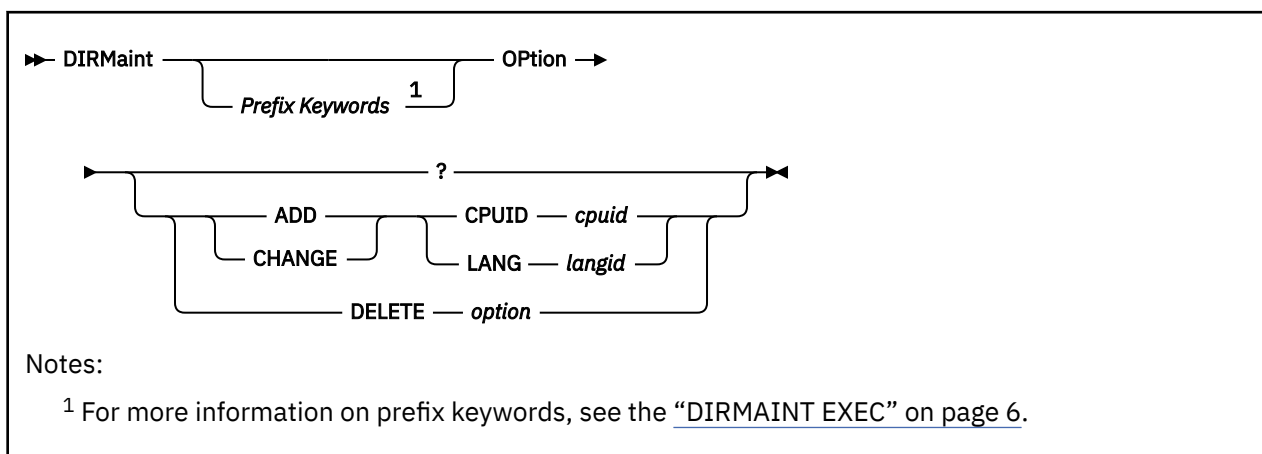 DIRMaint Prefix Keywords 1 OPtion
?
ADD CPUID cpuid
CHANGE LANG langid
DELETE option
Notes:
1 For more information on prefix keywords, see the “DIRMAINT EXEC” on page 6.